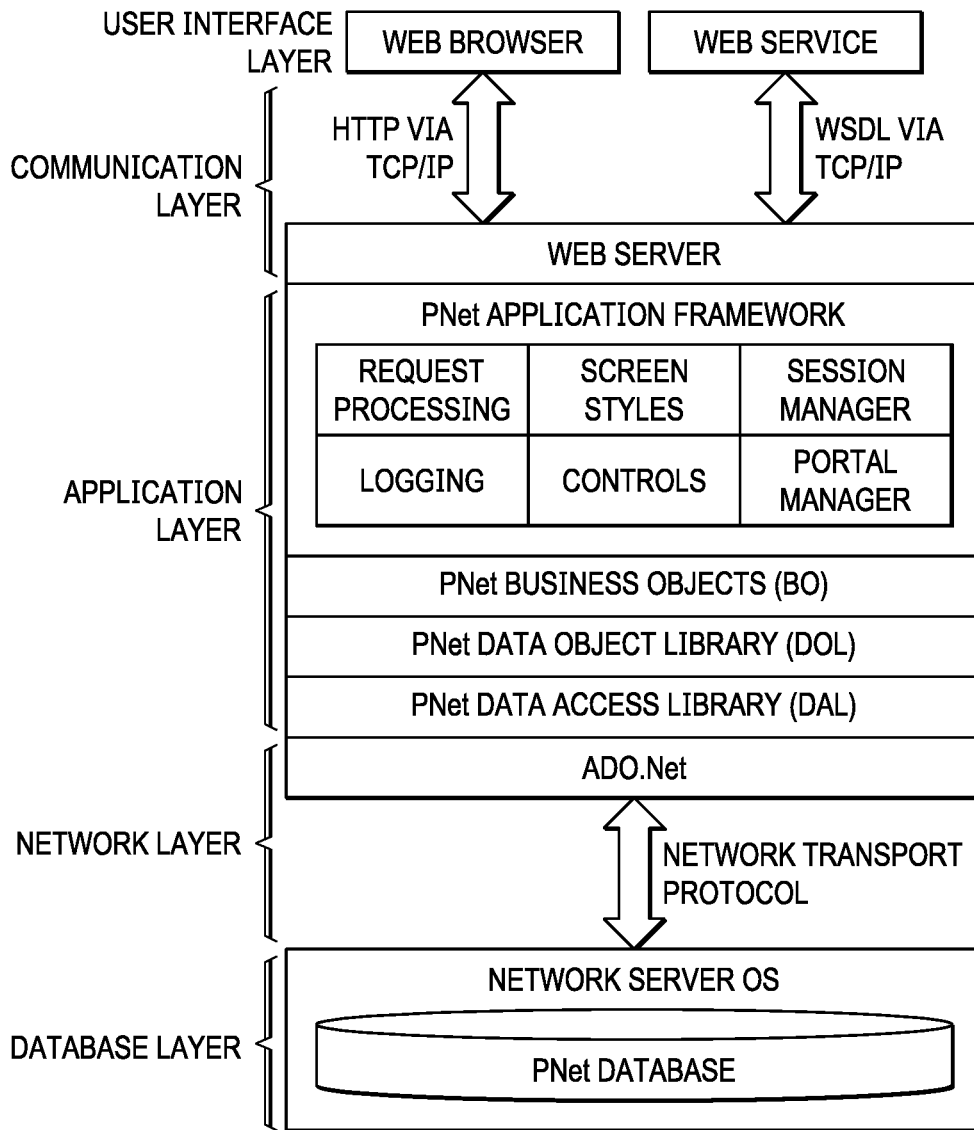 USER INTERFACE
LAYER
WEB BROWSER
WEB SERVICE
HTTP VIA
TCP/IP
WSDL VIA
TCP/IP
COMMUNICATION
LAYER
WEB SERVER
PNet APPLICATION FRAMEWORK
REQUEST
PROCESSING
SCREEN
STYLES
SESSION
MANAGER
LOGGING
CONTROLS
PORTAL
MANAGER
APPLICATION
LAYER
PNet BUSINESS OBJECTS (BO)
PNet DATA OBJECT LIBRARY (DOL)
PNet DATA ACCESS LIBRARY (DAL)
ADO.Net
NETWORK LAYER
NETWORK TRANSPORT
PROTOCOL
NETWORK SERVER OS
DATABASE LAYER
PNet DATABASE